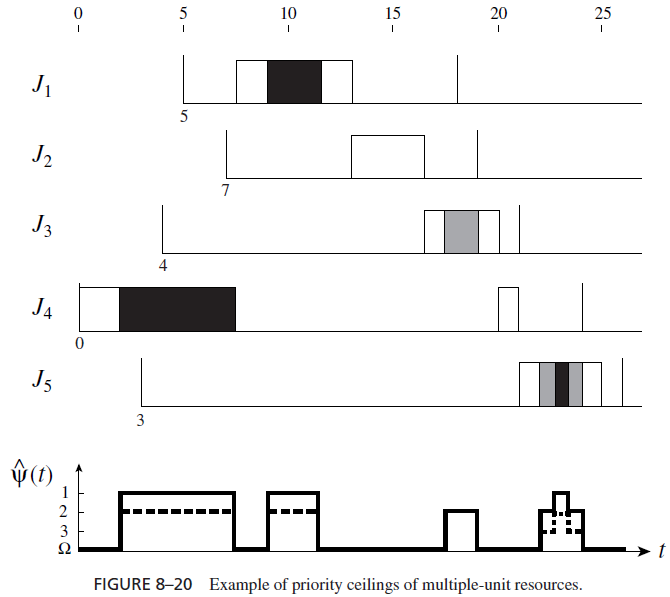 0 5 10 15 20 25
J1
5
J2
7
J3
4
J4
0
J5
3
ψ̂(t)
1
2
3
Ω
t
FIGURE 8–20 Example of priority ceilings of multiple-unit resources.